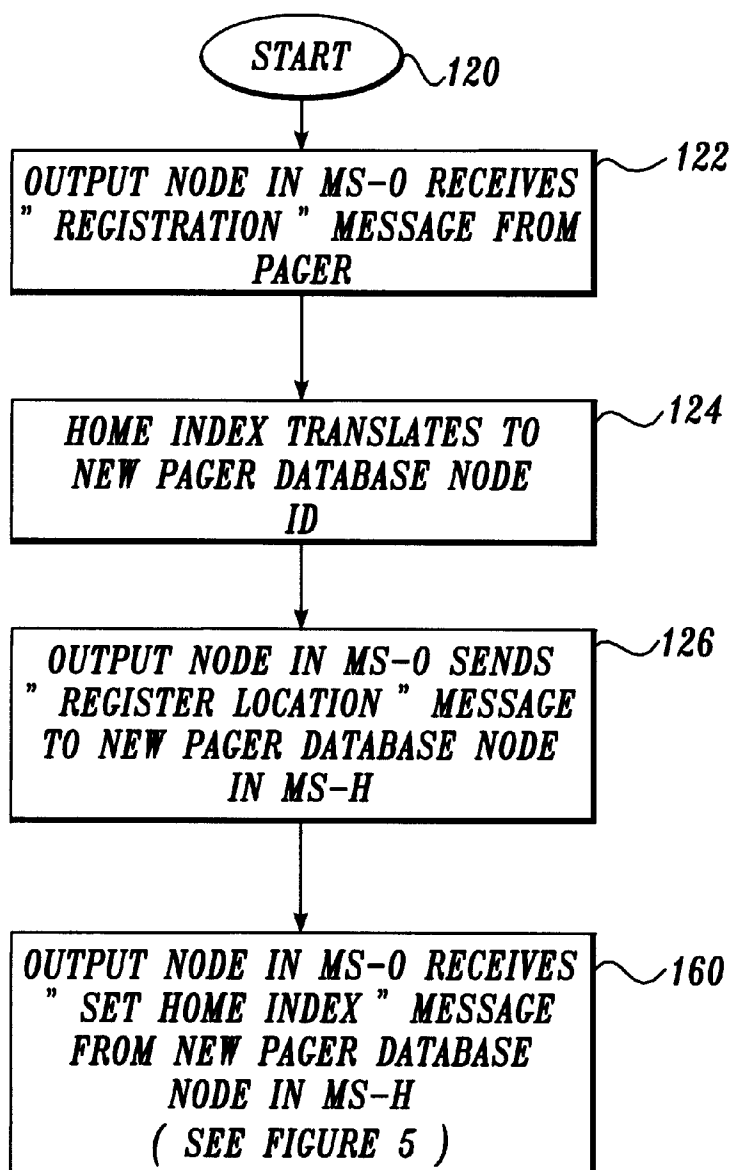 START
120
OUTPUT NODE IN MS-O RECEIVES
" REGISTRATION " MESSAGE FROM
PAGER
122
HOME INDEX TRANSLATES TO
NEW PAGER DATABASE NODE
ID
124
OUTPUT NODE IN MS-O SENDS
" REGISTER LOCATION " MESSAGE
TO NEW PAGER DATABASE NODE
IN MS-H
126
OUTPUT NODE IN MS-O RECEIVES
" SET HOME INDEX " MESSAGE
FROM NEW PAGER DATABASE
NODE IN MS-H
( SEE FIGURE 5 )
160